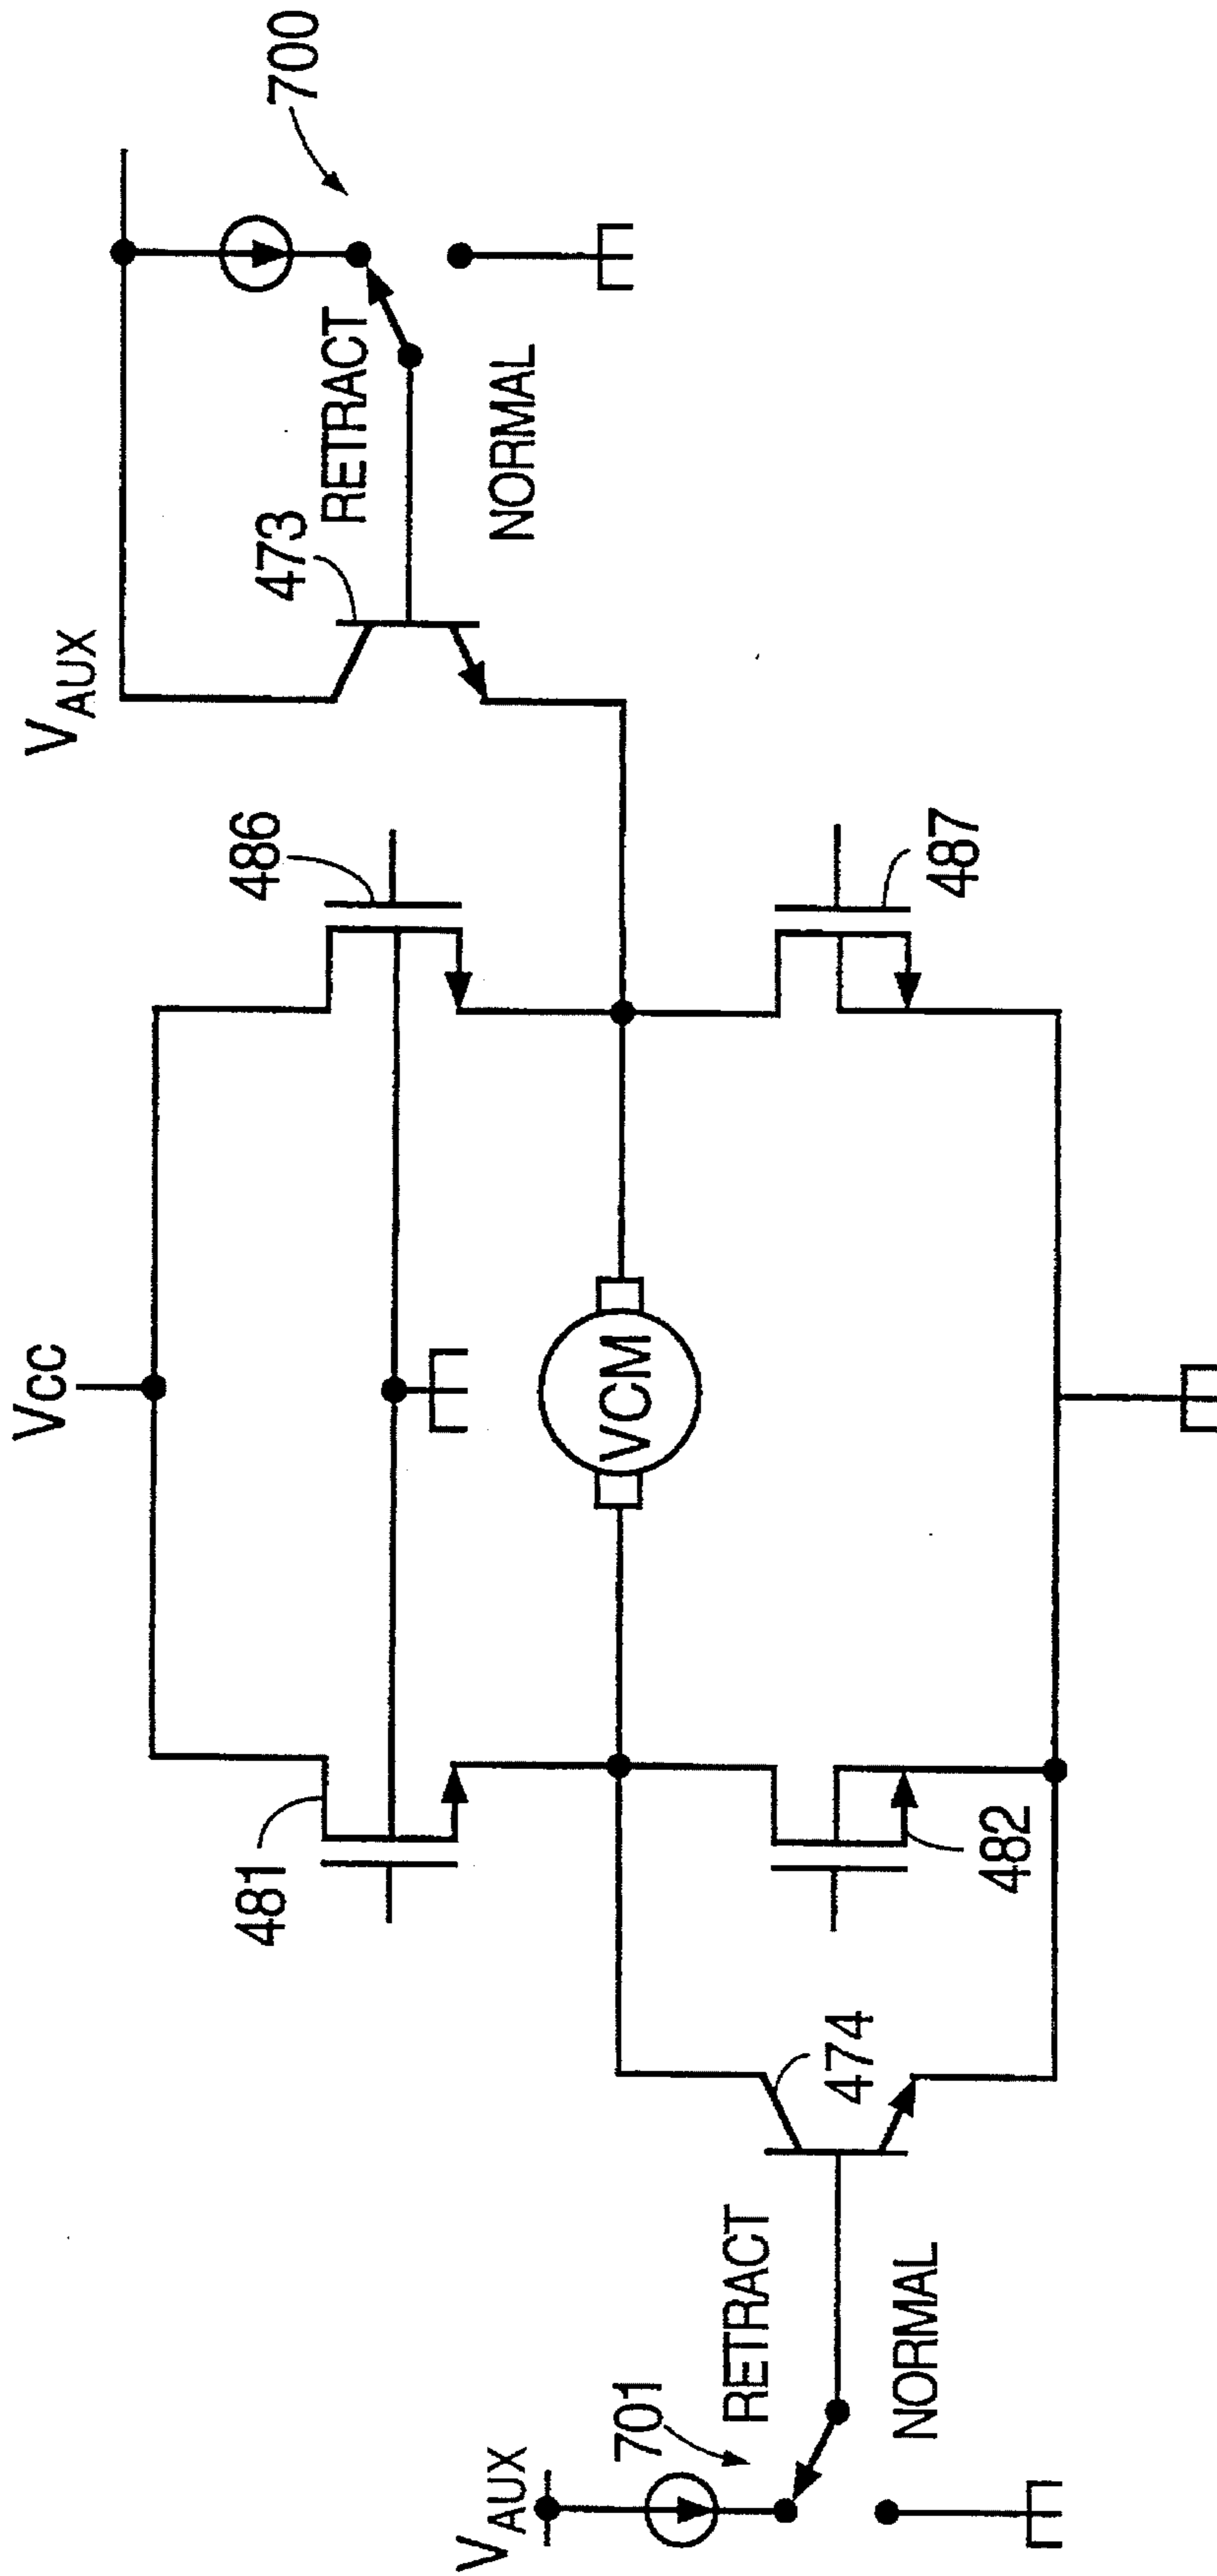 VCC
VAUX
481
486
473
700
RETRACT
NORMAL
VCM
VAUX
701
RETRACT
NORMAL
474
482
487